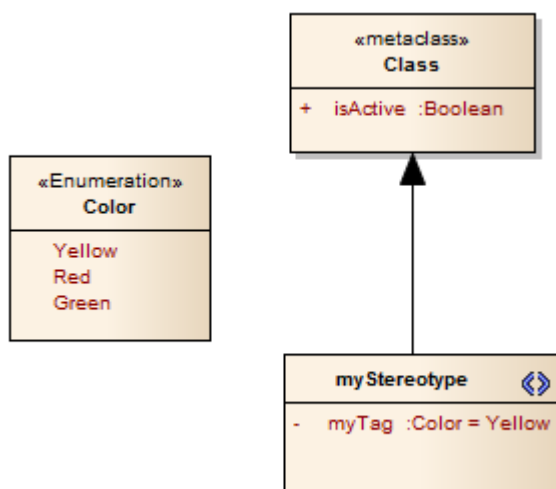 «metaclass»
Class
+ isActive :Boolean
«Enumeration»
Color
Yellow
Red
Green
myStereotype
- myTag :Color = Yellow